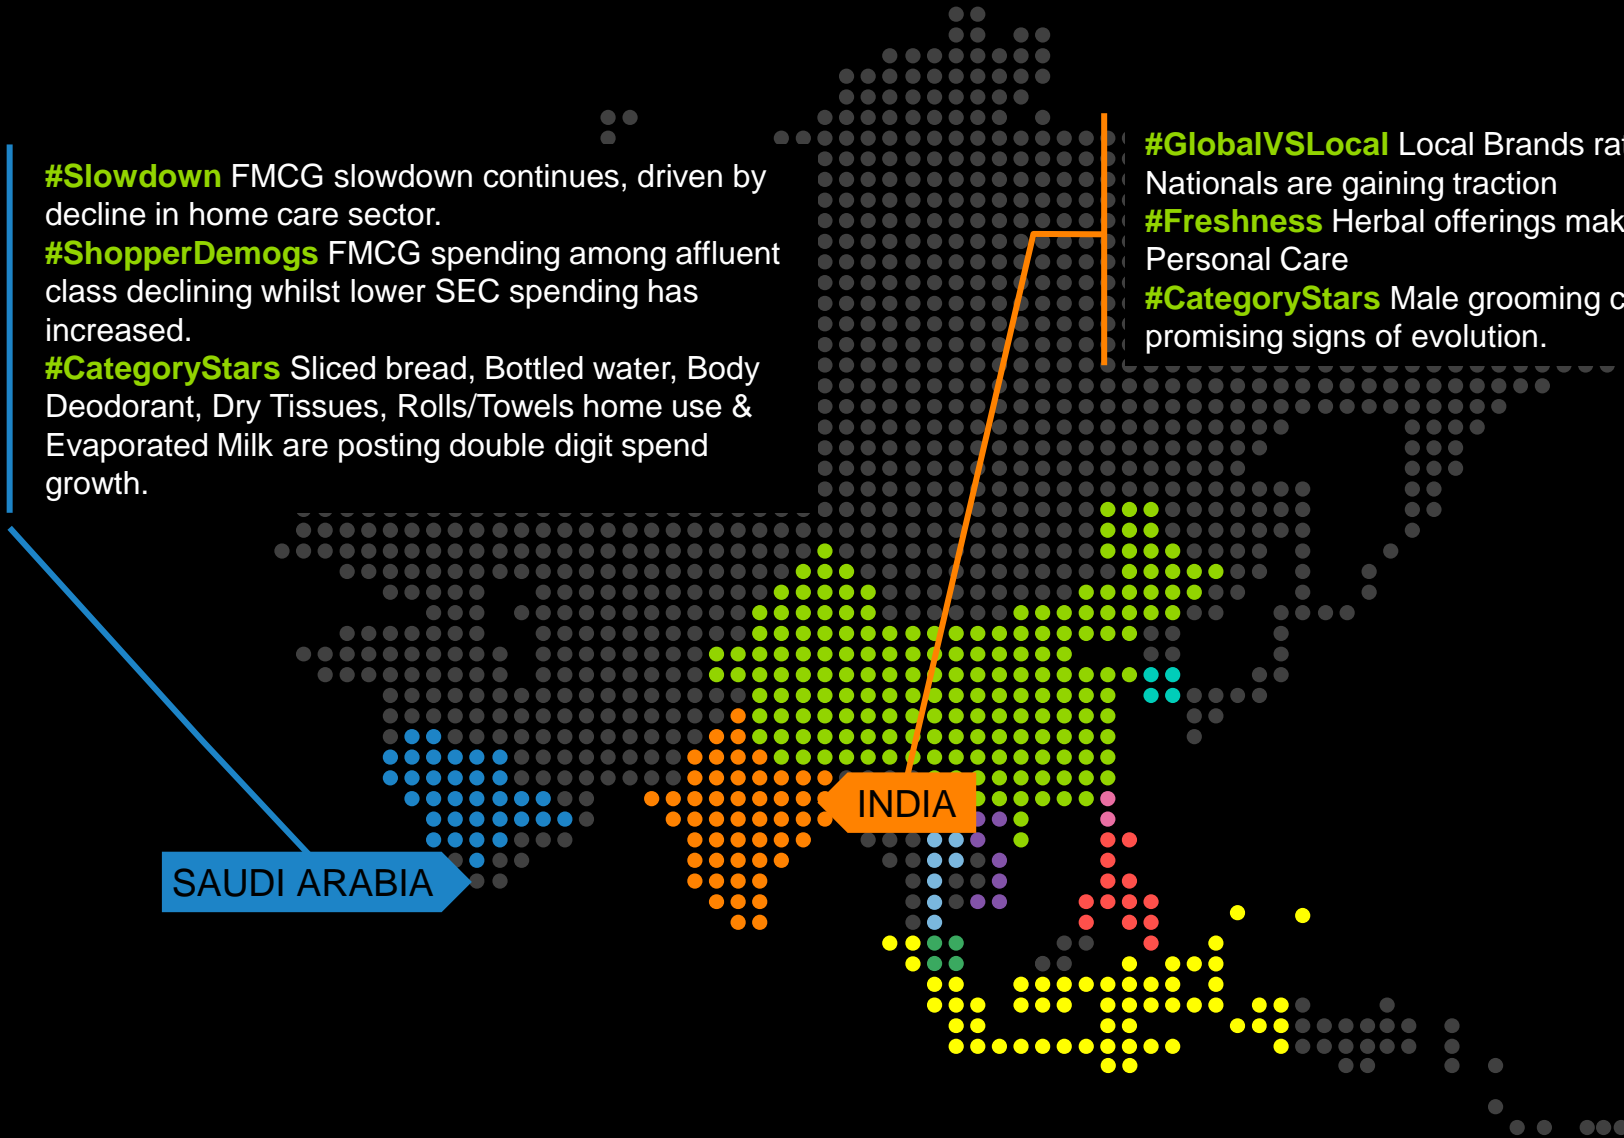 #Slowdown FMCG slowdown continues, driven by
decline in home care sector.
#ShopperDemogs FMCG spending among affluent
class declining whilst lower SEC spending has
increased.
#CategoryStars Sliced bread, Bottled water, Body
Deodorant, Dry Tissues, Rolls/Towels home use &
Evaporated Milk are posting double digit spend
growth.
#GlobalVSLocal Local Brands
Nationals are gaining traction
#Freshness Herbal offerings
Personal Care
#CategoryStars Male grooming
promising signs of evolution.
INDIA
SAUDI ARABIA